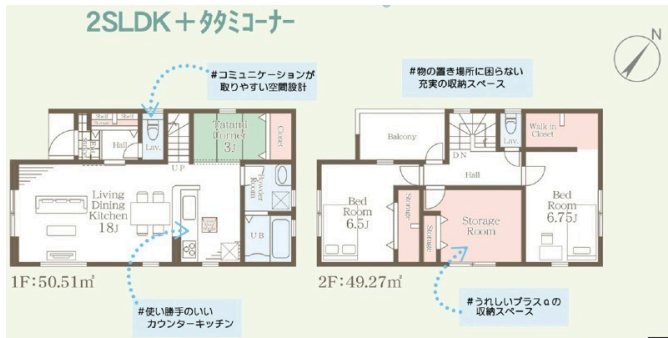 2SLDK＋タタミコーナー
N
#コミュニケーションが
取りやすい空間設計
#物の置き場所に困らない
充実の収納スペース
Shelf
Shelf
Storage
Hall
Lav.
Tatami
Corner
3J
Closet
UP
Living
Dining
Kitchen
18J
Powder
Room
UB
1F:50.51㎡
Balcony
DN
Lav.
Walk in
Closet
Hall
Bed
Room
6.5J
Storage
Storage
Storage
Room
Bed
Room
6.75J
2F:49.27㎡
#使い勝手のいい
カウンターキッチン
#うれしいプラスαの
収納スペース